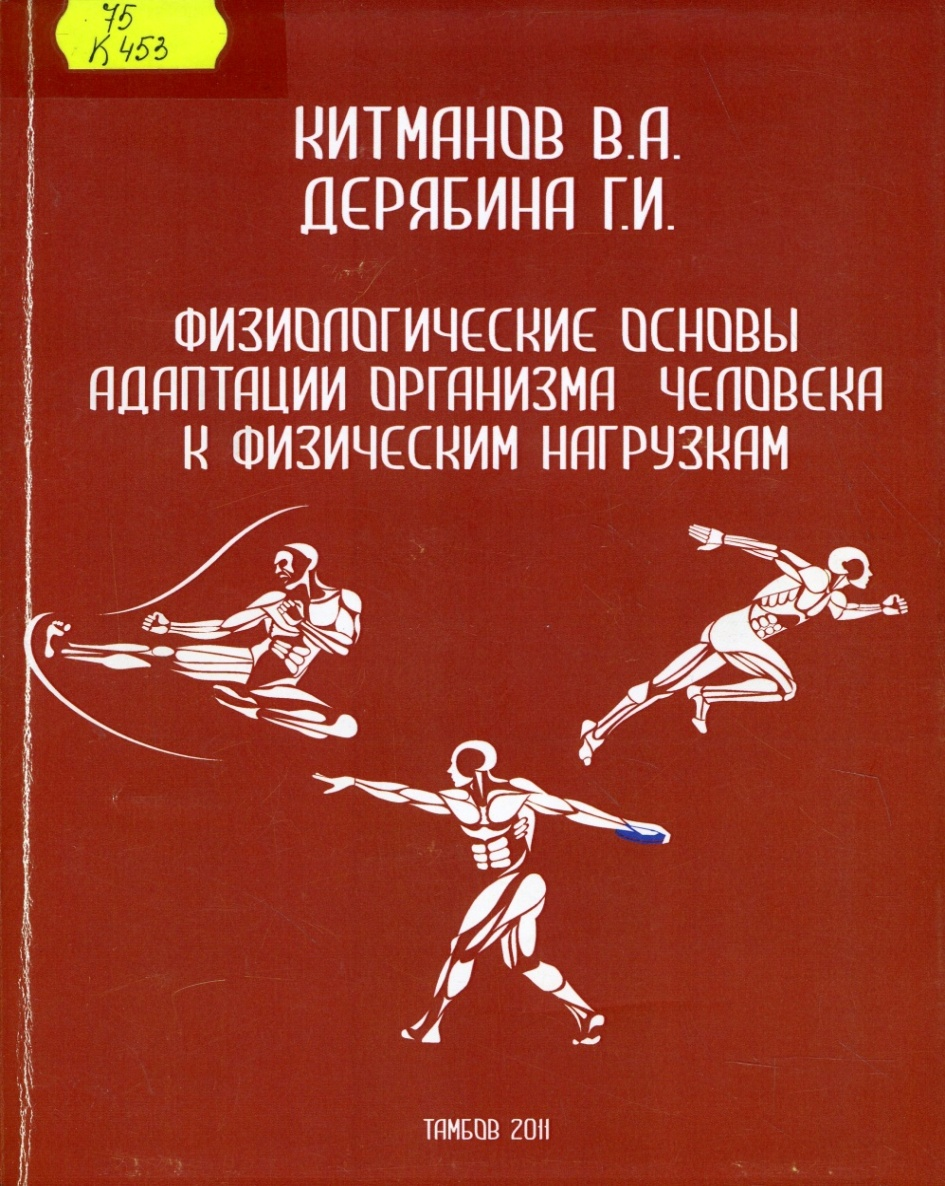 75
К 453
КИТМАНОВ В.А.
ДЕРЯБИНА Г.И.
ФИЗИОЛОГИЧЕСКИЕ ОСНОВЫ
АДАПТАЦИИ ОРГАНИЗМА ЧЕЛОВЕКА
К ФИЗИЧЕСКИМ НАГРУЗКАМ
ТАМБОВ 2011